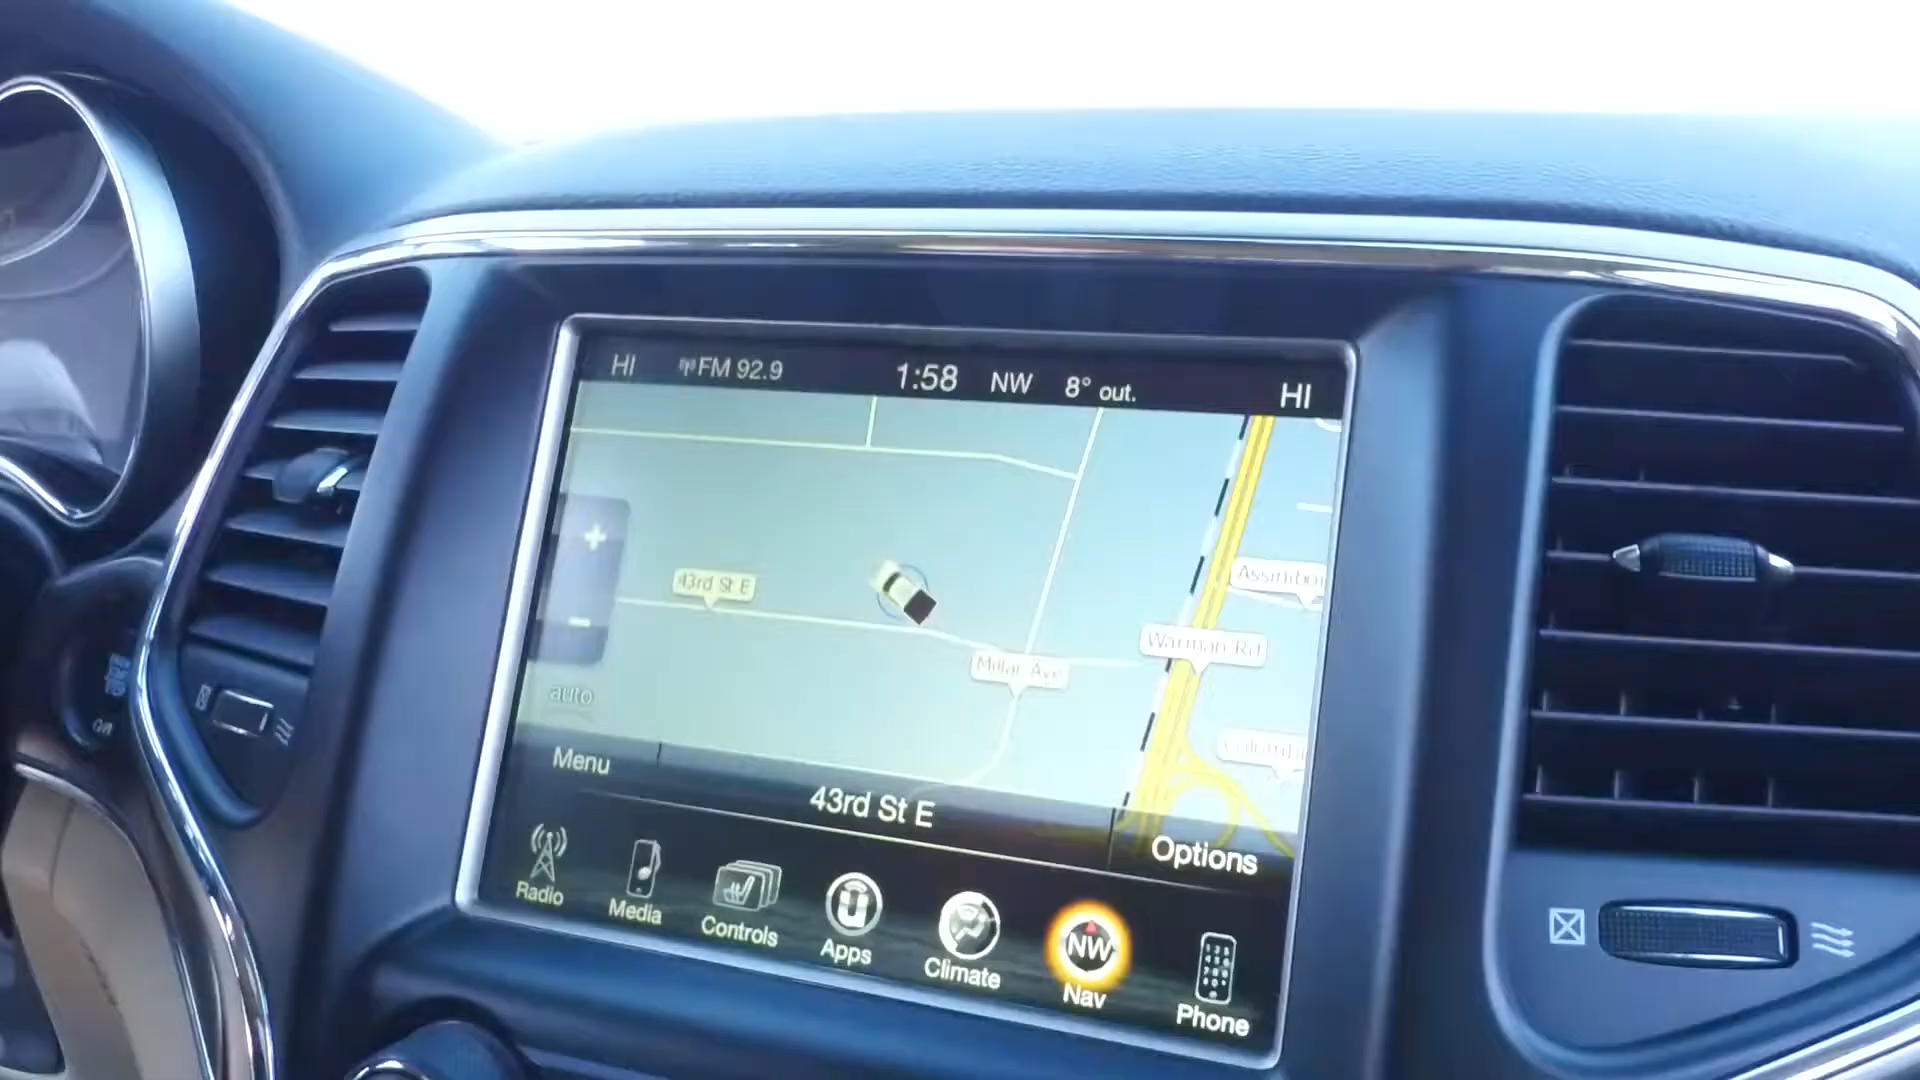 HI FM 92.9 1:58 NW 8° out. HI
+
43rd St E
−
Warman Rd
Millar Ave
auto
Menu
43rd St E
Options
Radio Media Controls Apps Climate NW Nav Phone